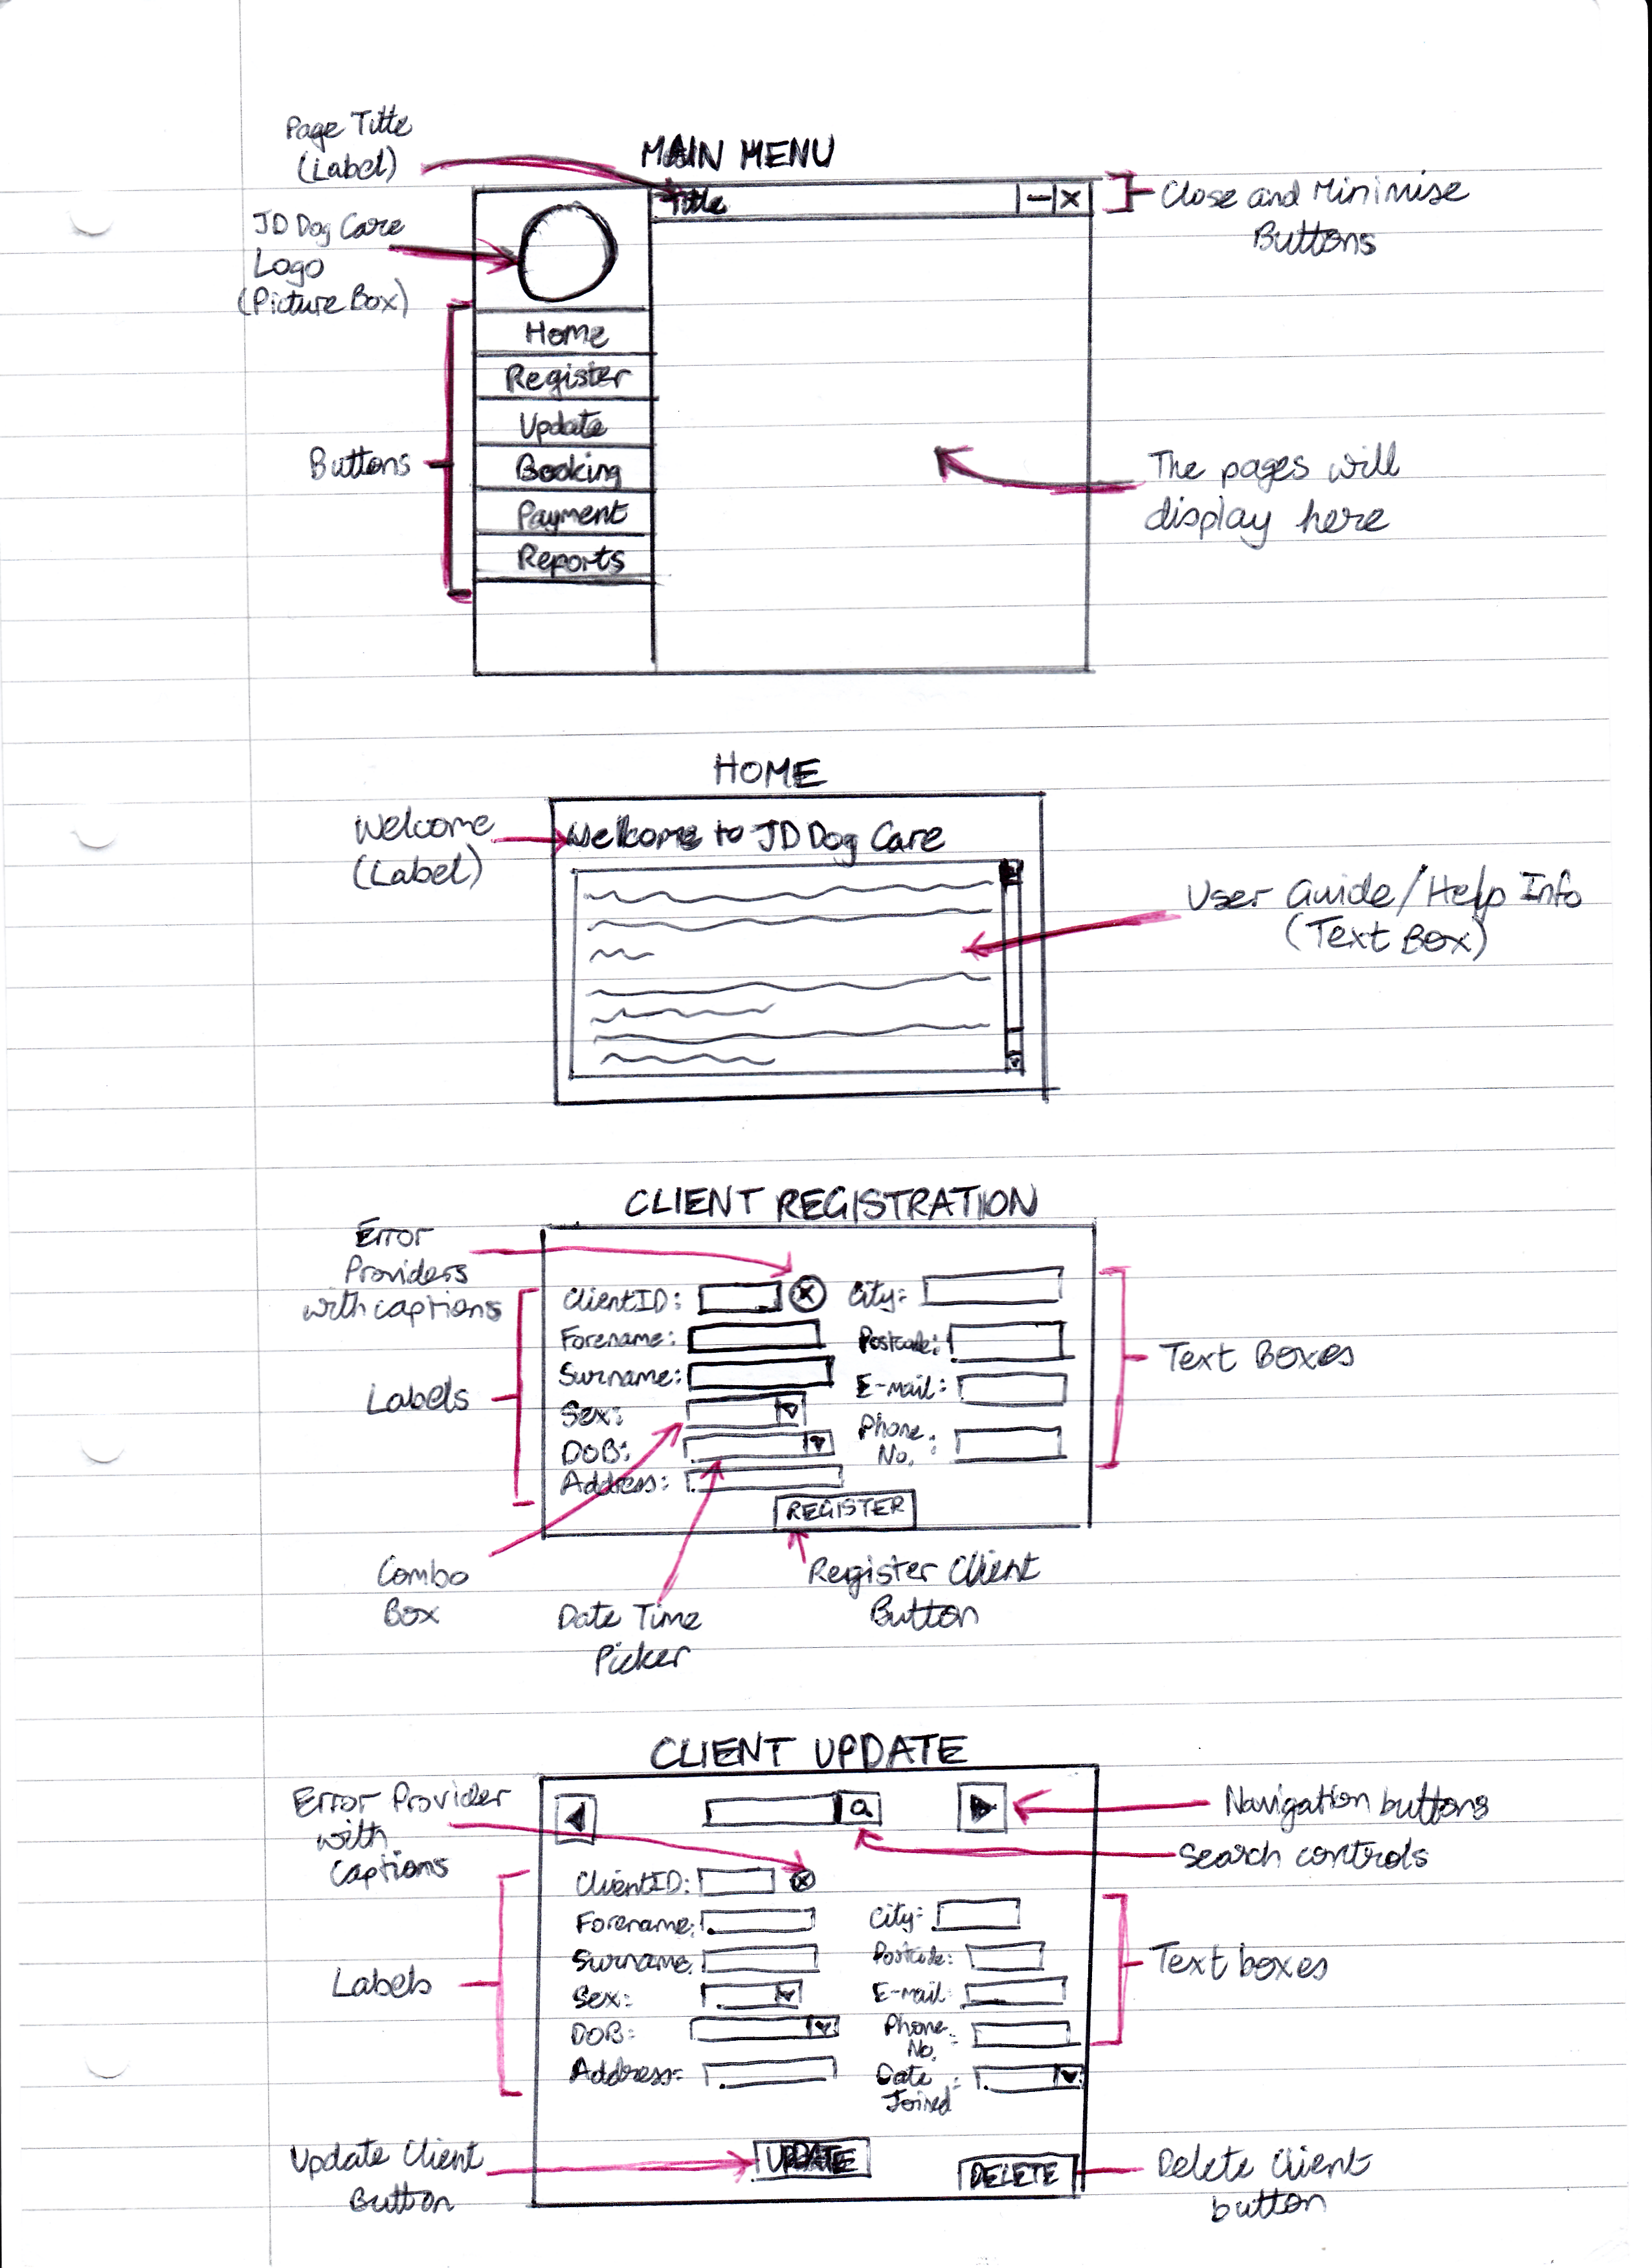 Page Title
(Label)
MAIN MENU
Title
Close and Minimise
Buttons
JD Dog Care
Logo
(Picture Box)
Home
Register
Update
Booking
Payment
Reports
Buttons
The pages will
display here
HOME
Welcome
(Label)
Welcome to JD Dog Care
User Guide/Help Info
(Text Box)
CLIENT REGISTRATION
Error
Providers
with captions
ClientID:
Forename:
Surname:
Sex:
DOB:
Address:
City:
Postcode:
E-mail:
Phone
No. :
REGISTER
Labels
Text Boxes
Combo
Box
Date Time
Picker
Register Client
Button
CLIENT UPDATE
Error Provider
with
Captions
Navigation buttons
Search controls
ClientID:
Forename:
Surname:
Sex:
DOB:
Address:
City:
Postcode:
E-mail:
Phone :
No.
Date :
Joined
Labels
Text boxes
UPDATE
DELETE
Update Client
Button
Delete Client
button